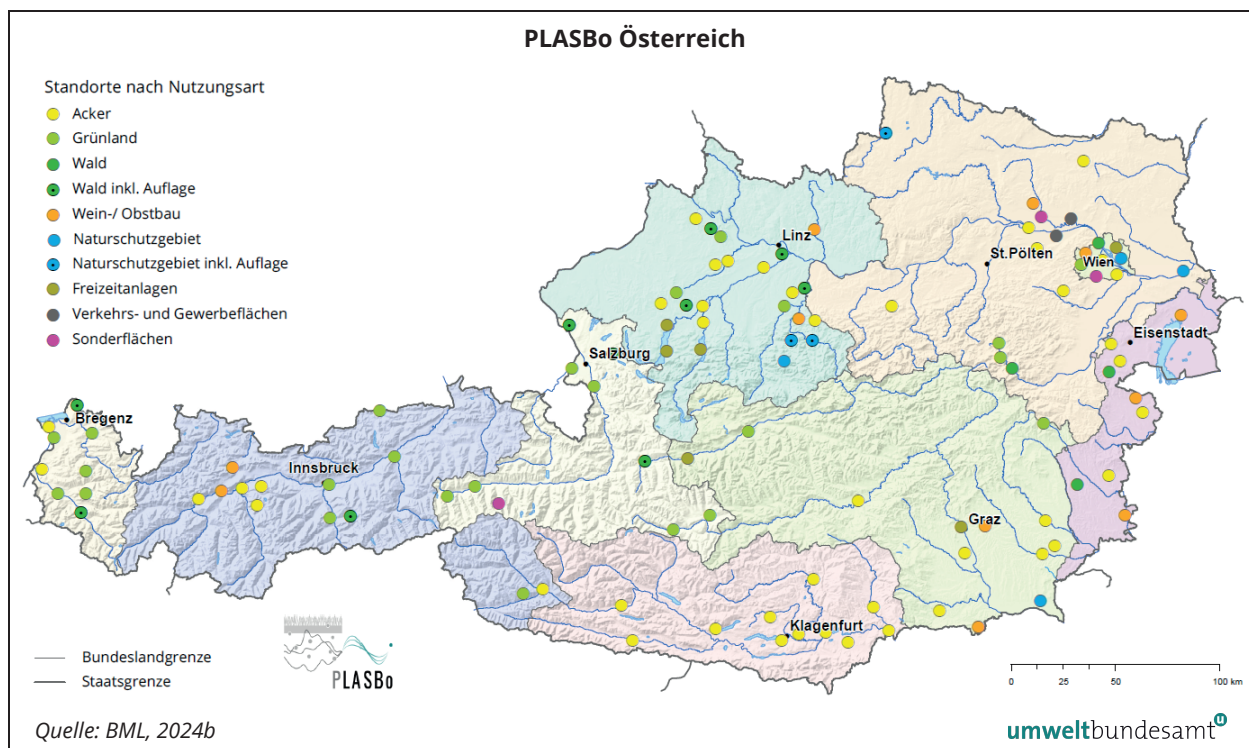 PLASBo Österreich
Standorte nach Nutzungsart
Acker
Grünland
Wald
Wald inkl. Auflage
Wein-/ Obstbau
Naturschutzgebiet
Naturschutzgebiet inkl. Auflage
Freizeitanlagen
Verkehrs- und Gewerbeflächen
Sonderflächen
Linz
St.Pölten
Wien
Eisenstadt
Salzburg
Bregenz
Innsbruck
Graz
Klagenfurt
Bundeslandgrenze
Staatsgrenze
PLASBo
0 25 50 100 km
Quelle: BML, 2024b
umweltbundesamt u